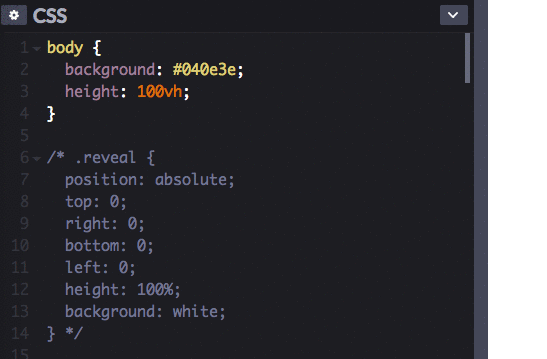 CSS
1 body {
2 background: #040e3e;
3 height: 100vh;
4 }
5
6 /* .reveal {
7 position: absolute;
8 top: 0;
9 right: 0;
10 bottom: 0;
11 left: 0;
12 height: 100%;
13 background: white;
14 } */
15